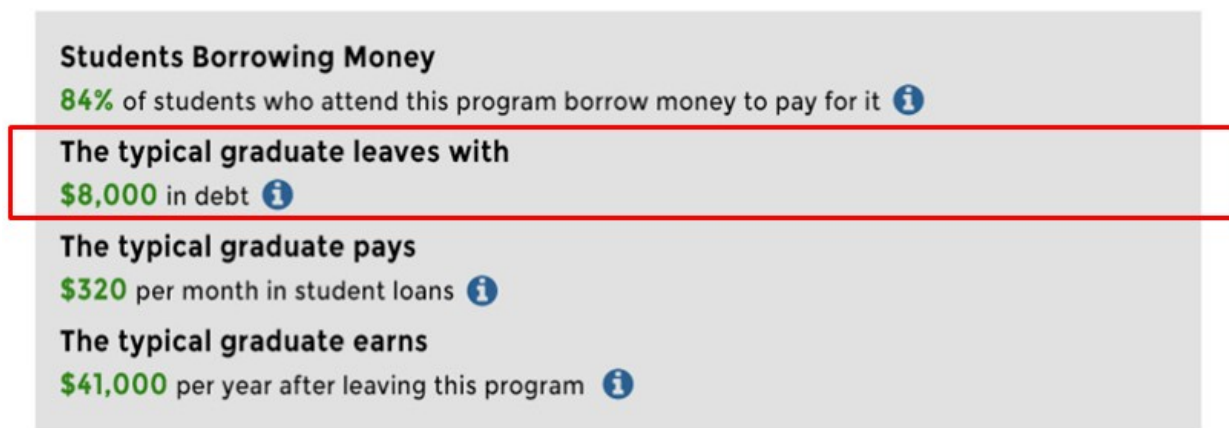 Students Borrowing Money
84% of students who attend this program borrow money to pay for it
The typical graduate leaves with
$8,000 in debt
The typical graduate pays
$320 per month in student loans
The typical graduate earns
$41,000 per year after leaving this program